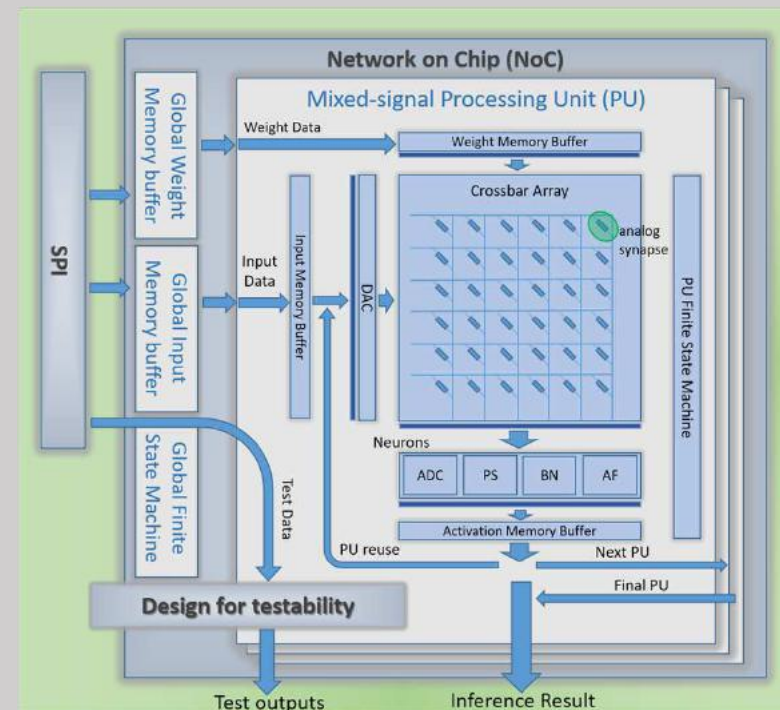 Network on Chip (NoC)
Mixed-signal Processing Unit (PU)
SPI
Global Weight
Memory buffer
Weight Data
Weight Memory Buffer
Crossbar Array
analog
synapse
Global Input
Memory buffer
Input
Data
Input Memory Buffer
DAC
PU Finite State Machine
Global Finite
State Machine
Test Data
Neurons
ADC
PS
BN
AF
Activation Memory Buffer
PU reuse
Next PU
Final PU
Design for testability
Test outputs
Inference Result